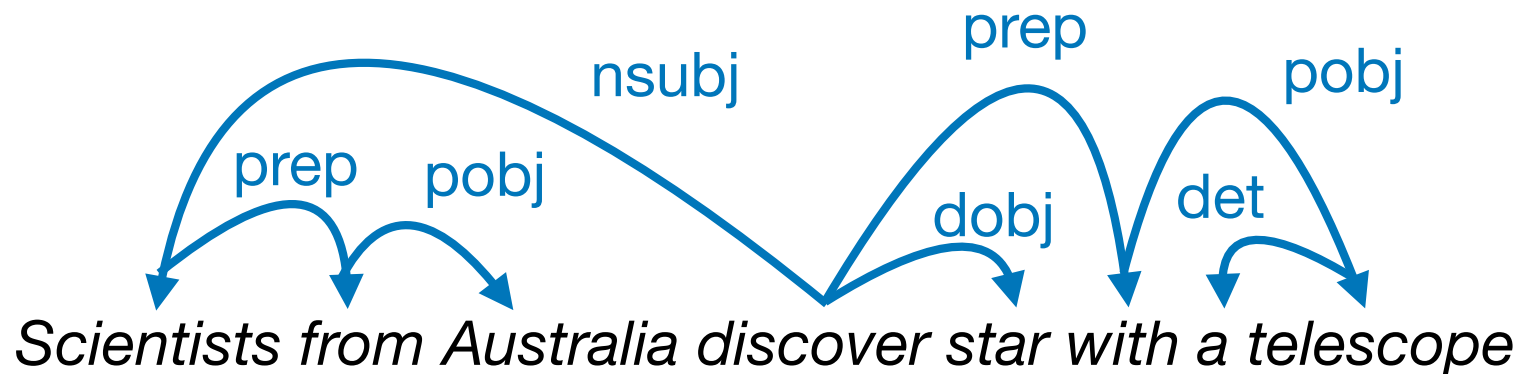 prep
nsubj
pobj
prep
pobj
det
dobj
Scientists from Australia discover star with a telescope